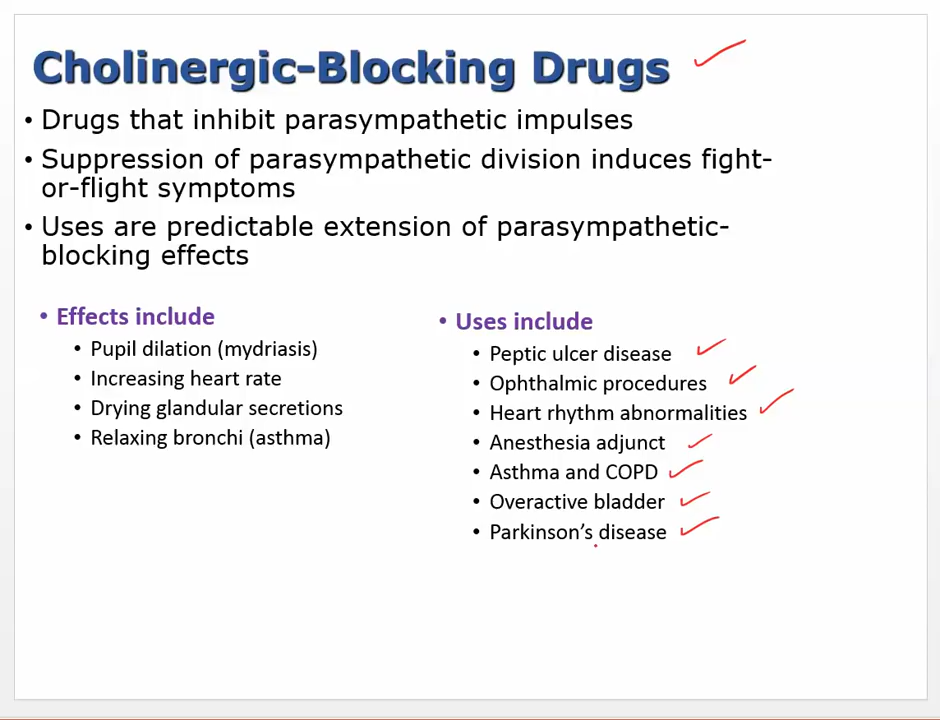 Cholinergic-Blocking Drugs
• Drugs that inhibit parasympathetic impulses
• Suppression of parasympathetic division induces fight-
or-flight symptoms
• Uses are predictable extension of parasympathetic-
blocking effects
• Effects include
• Pupil dilation (mydriasis)
• Increasing heart rate
• Drying glandular secretions
• Relaxing bronchi (asthma)
• Uses include
• Peptic ulcer disease
• Ophthalmic procedures
• Heart rhythm abnormalities
• Anesthesia adjunct
• Asthma and COPD
• Overactive bladder
• Parkinson’s disease